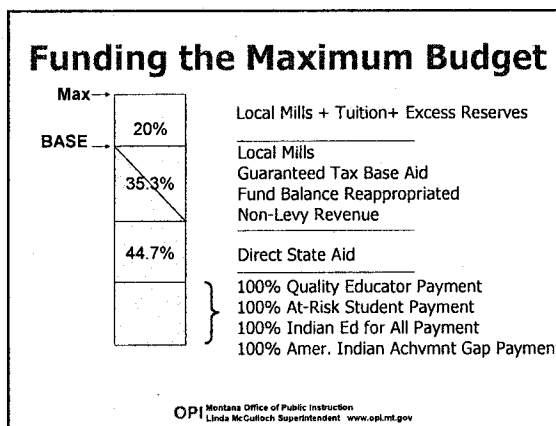 Funding the Maximum Budget
Max
20%
Local Mills + Tuition+ Excess Reserves
BASE
35.3%
Local Mills
Guaranteed Tax Base Aid
Fund Balance Reappropriated
Non-Levy Revenue
44.7%
Direct State Aid
100% Quality Educator Payment
100% At-Risk Student Payment
100% Indian Ed for All Payment
100% Amer. Indian Achvmnt Gap Payment
OPI Montana Office of Public Instruction
Linda McCulloch Superintendent www.opi.mt.gov